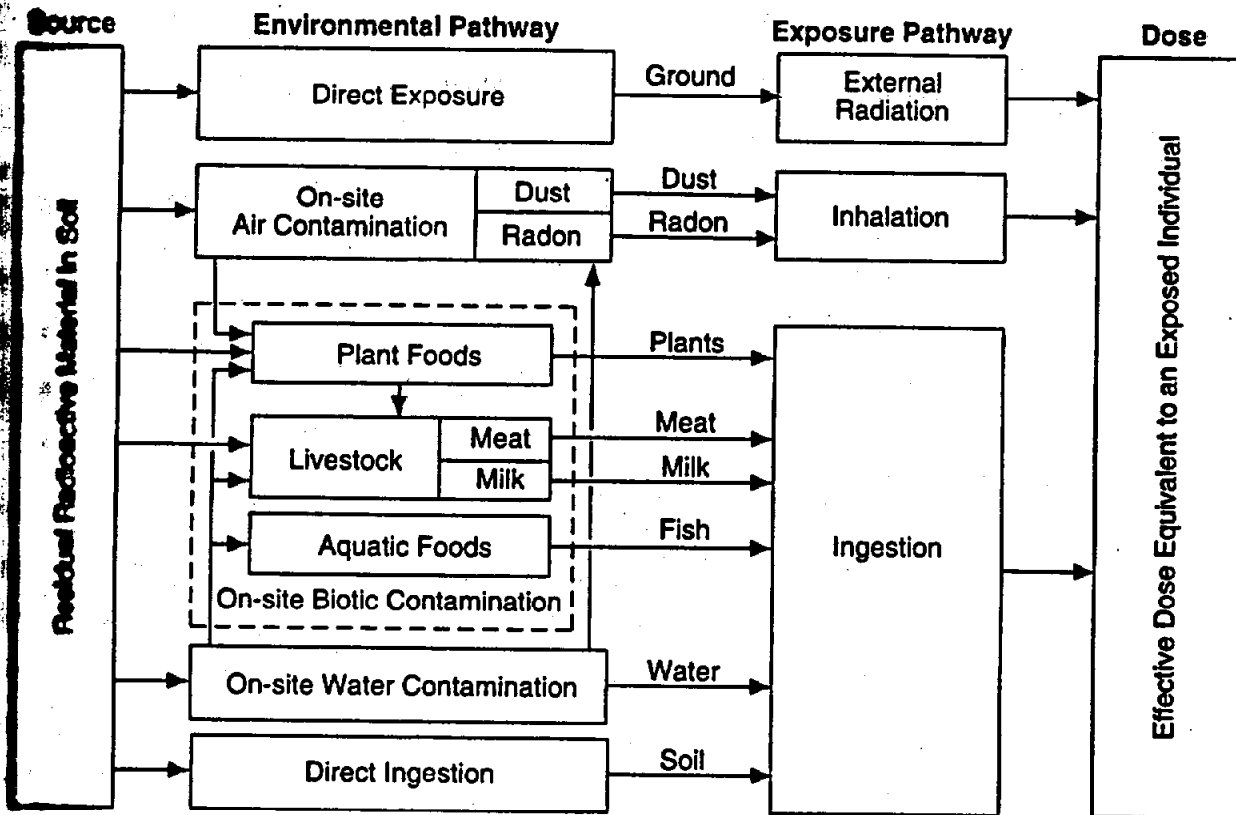 Source
Environmental Pathway
Exposure Pathway
Dose
Residual Radioactive Material In Soil
Direct Exposure
Ground
External
Radiation
On-site
Air Contamination
Dust
Radon
Dust
Radon
Inhalation
Plant Foods
Plants
Livestock
Meat
Milk
Meat
Milk
Aquatic Foods
Fish
On-site Biotic Contamination
Ingestion
On-site Water Contamination
Water
Direct Ingestion
Soil
Effective Dose Equivalent to an Exposed Individual